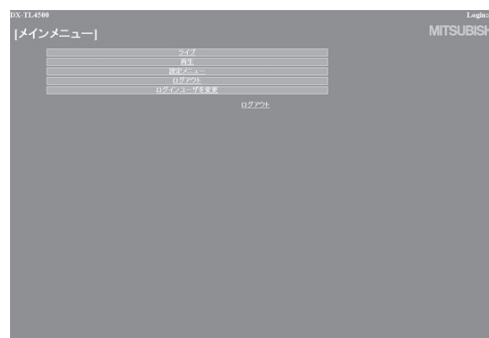 DX-TL4500
Login:
[メインメニュー]
MITSUBISH
ライブ
再生
設定メニュー
ログアウト
ログインユーザを変更
ログアウト